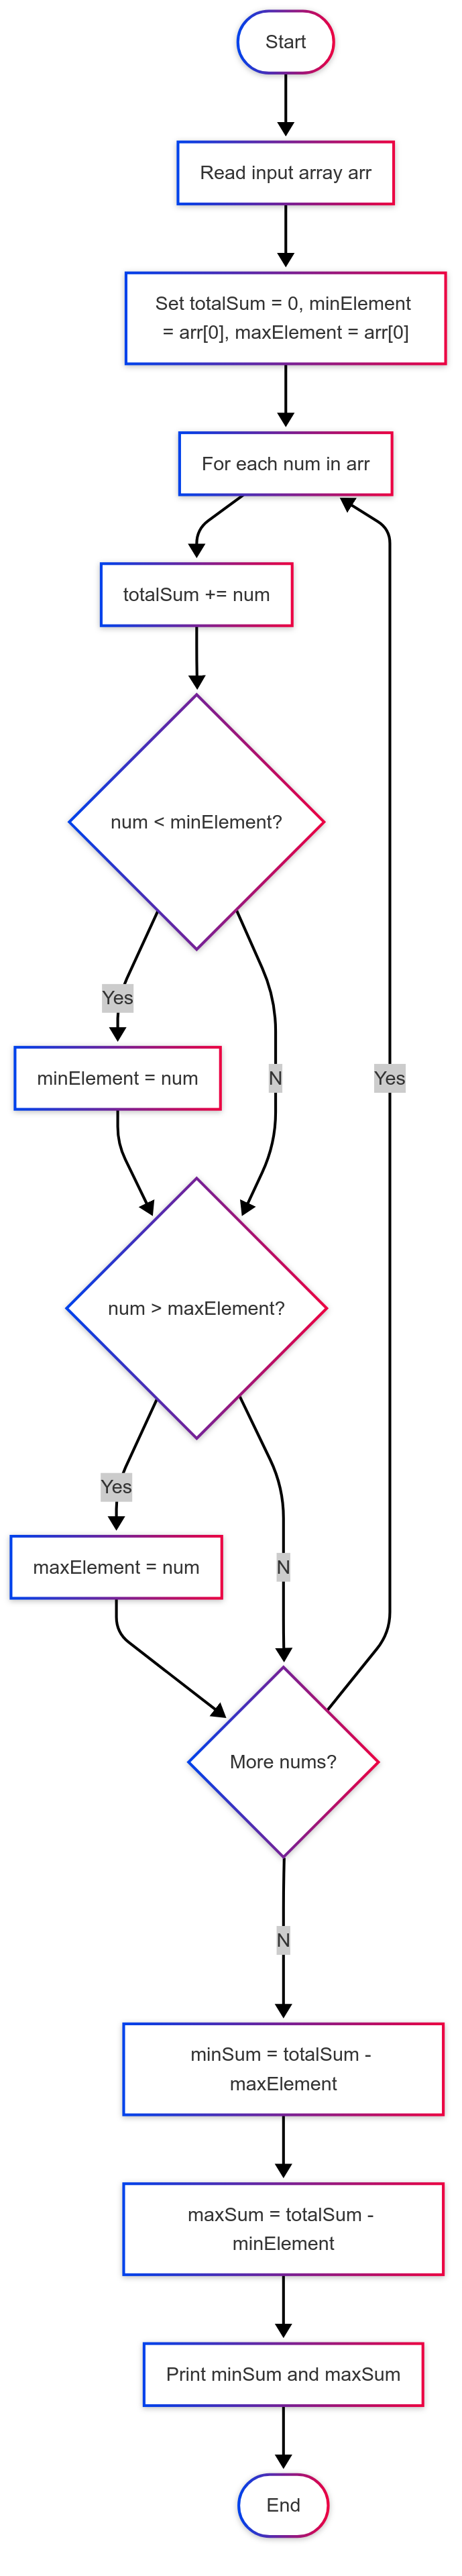 Start
Read input array arr
Set totalSum = 0, minElement
= arr[0], maxElement = arr[0]
For each num in arr
totalSum += num
num < minElement?
Yes
minElement = num
N
Yes
num > maxElement?
Yes
maxElement = num
N
More nums?
N
minSum = totalSum -
maxElement
maxSum = totalSum -
minElement
Print minSum and maxSum
End